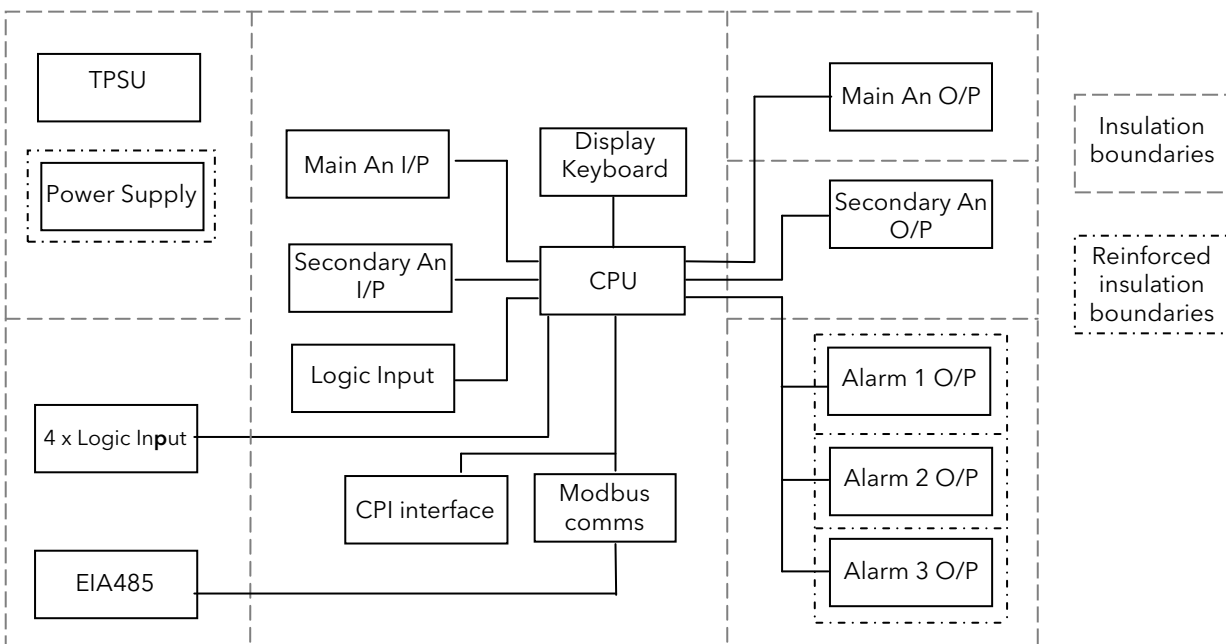 TPSU
Power Supply
4 x Logic Input
EIA485
Main An I/P
Secondary An
I/P
Logic Input
Display
Keyboard
CPU
CPI interface
Modbus
comms
Main An O/P
Secondary An
O/P
Alarm 1 O/P
Alarm 2 O/P
Alarm 3 O/P
Insulation
boundaries
Reinforced
insulation
boundaries